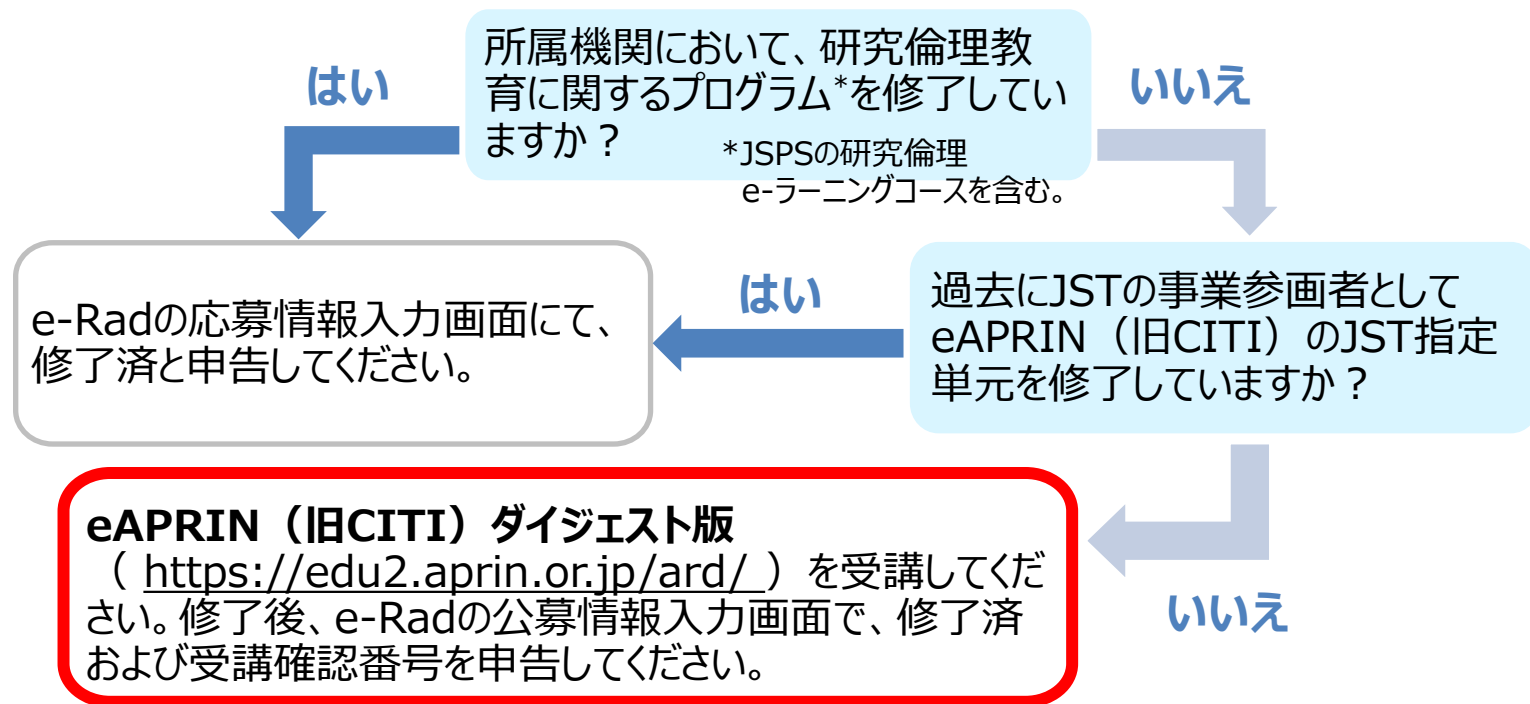 所属機関において、研究倫理教
育に関するプログラム*を修了してい
ますか？
*JSPSの研究倫理
e-ラーニングコースを含む。
はい
いいえ
e-Radの応募情報入力画面にて、
修了済と申告してください。
はい
過去にJSTの事業参画者として
eAPRIN（旧CITI）のJST指定
単元を修了していますか？
eAPRIN（旧CITI）ダイジェスト版
（ https://edu2.aprin.or.jp/ard/ ）を受講してくだ
さい。修了後、e-Radの公募情報入力画面で、修了済
および受講確認番号を申告してください。
いいえ